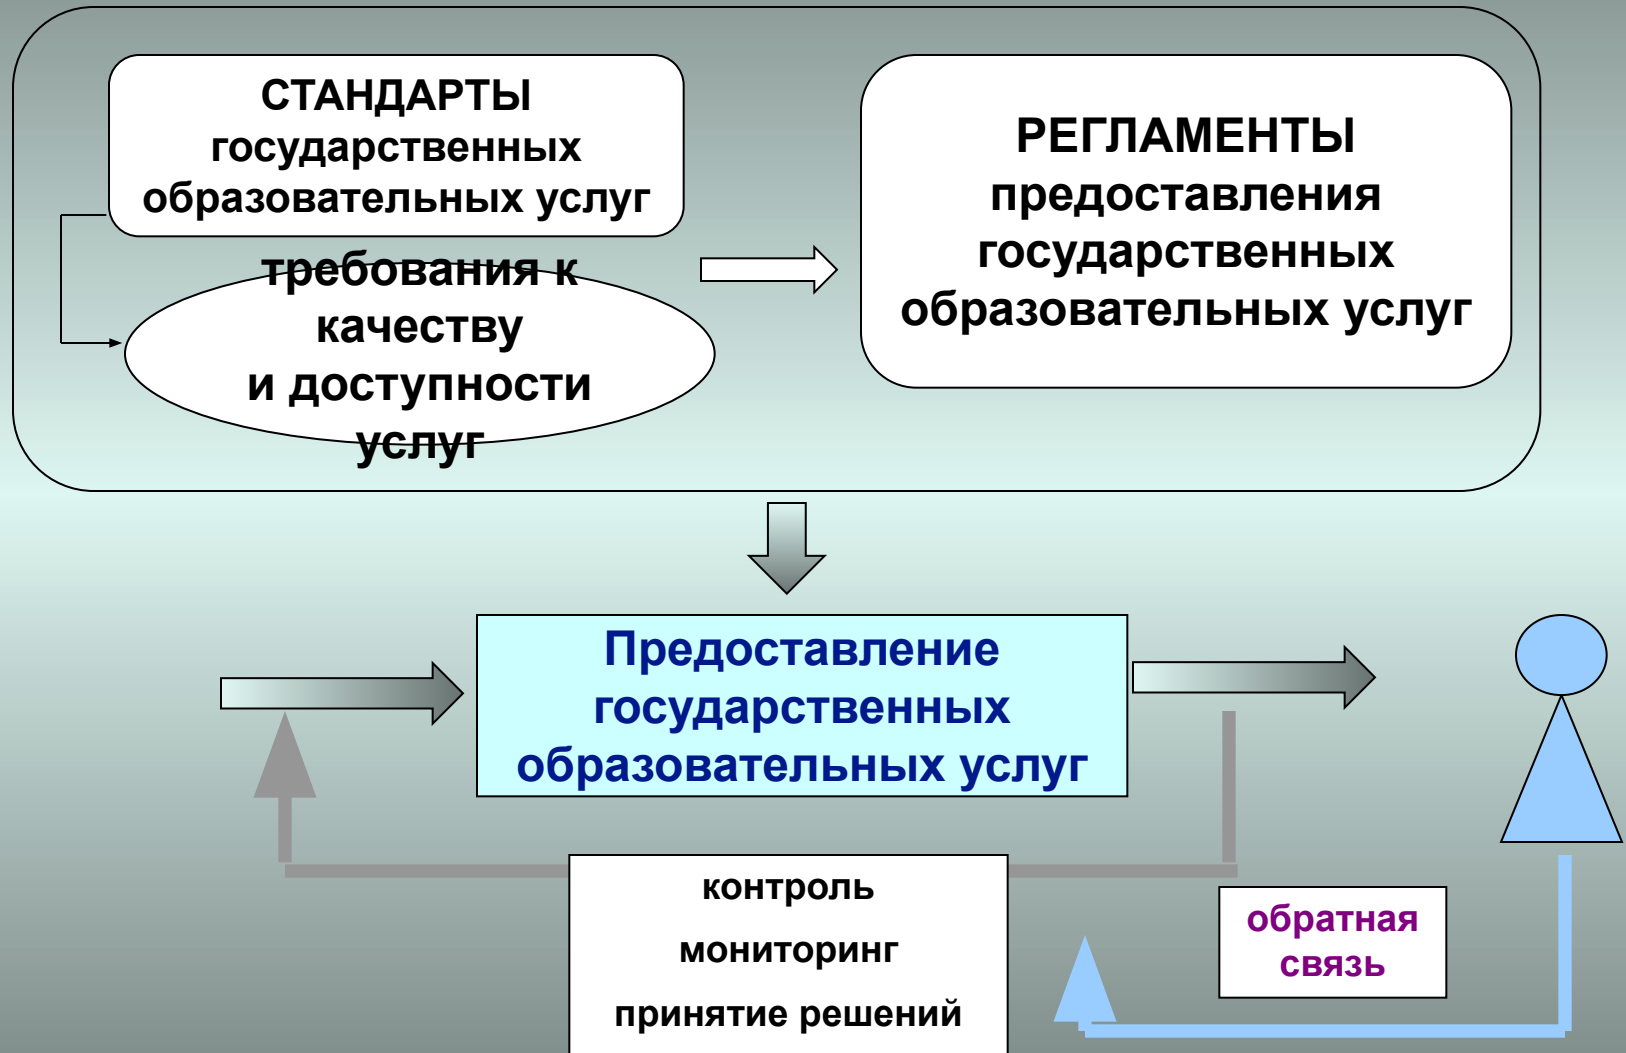 СТАНДАРТЫ
государственных
образовательных услуг
требования к
качеству
и доступности
услуг
РЕГЛАМЕНТЫ
предоставления
государственных
образовательных услуг
Предоставление
государственных
образовательных услуг
контроль
мониторинг
принятие решений
обратная
связь